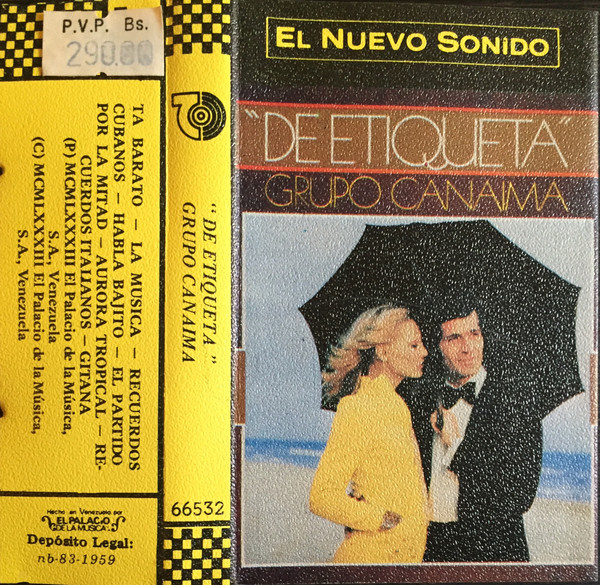 P.V.P. Bs.
290.00
TA BARATO – LA MUSICA – RECUERDOS
CUBANOS – HABLA BAJITO – EL PARTIDO
POR LA MITAD – AURORA TROPICAL – RE-
CUERDOS ITALIANOS – GITANA
(P) MCMLXXXIII El Palacio de la Música,
S.A., Venezuela
(C) MCMLXXXIII El Palacio de la Música,
S.A., Venezuela
Hecho en Venezuela por
EL PALACIO
DE LA MUSICA S.A.
Depósito Legal:
nb-83-1959
“DE ETIQUETA”
GRUPO CANAIMA
66532
EL NUEVO SONIDO
"DE ETIQUETA"
GRUPO CANAIMA